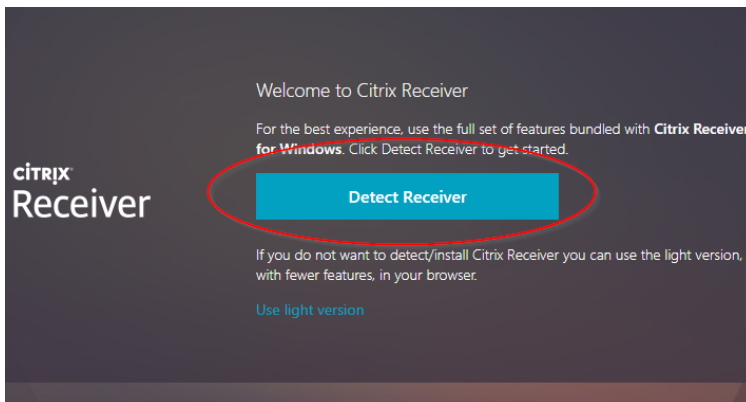 Welcome to Citrix Receiver
For the best experience, use the full set of features bundled with Citrix Receiver
for Windows. Click Detect Receiver to get started.
CİTRIX
Receiver
Detect Receiver
If you do not want to detect/install Citrix Receiver you can use the light version,
with fewer features, in your browser.
Use light version